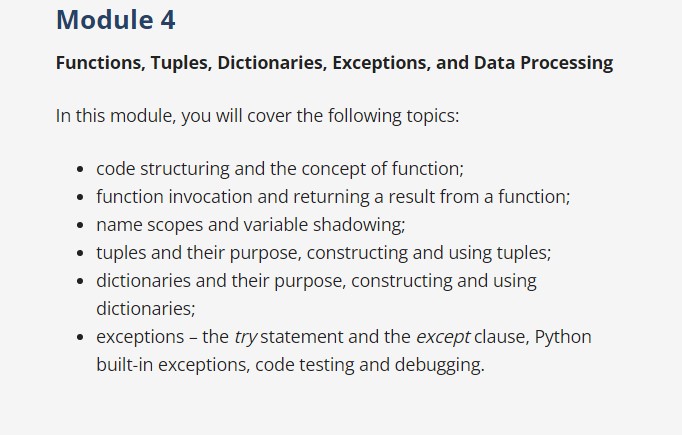 Module 4
Functions, Tuples, Dictionaries, Exceptions, and Data Processing
In this module, you will cover the following topics:
• code structuring and the concept of function;
• function invocation and returning a result from a function;
• name scopes and variable shadowing;
• tuples and their purpose, constructing and using tuples;
• dictionaries and their purpose, constructing and using
dictionaries;
• exceptions – the try statement and the except clause, Python
built-in exceptions, code testing and debugging.